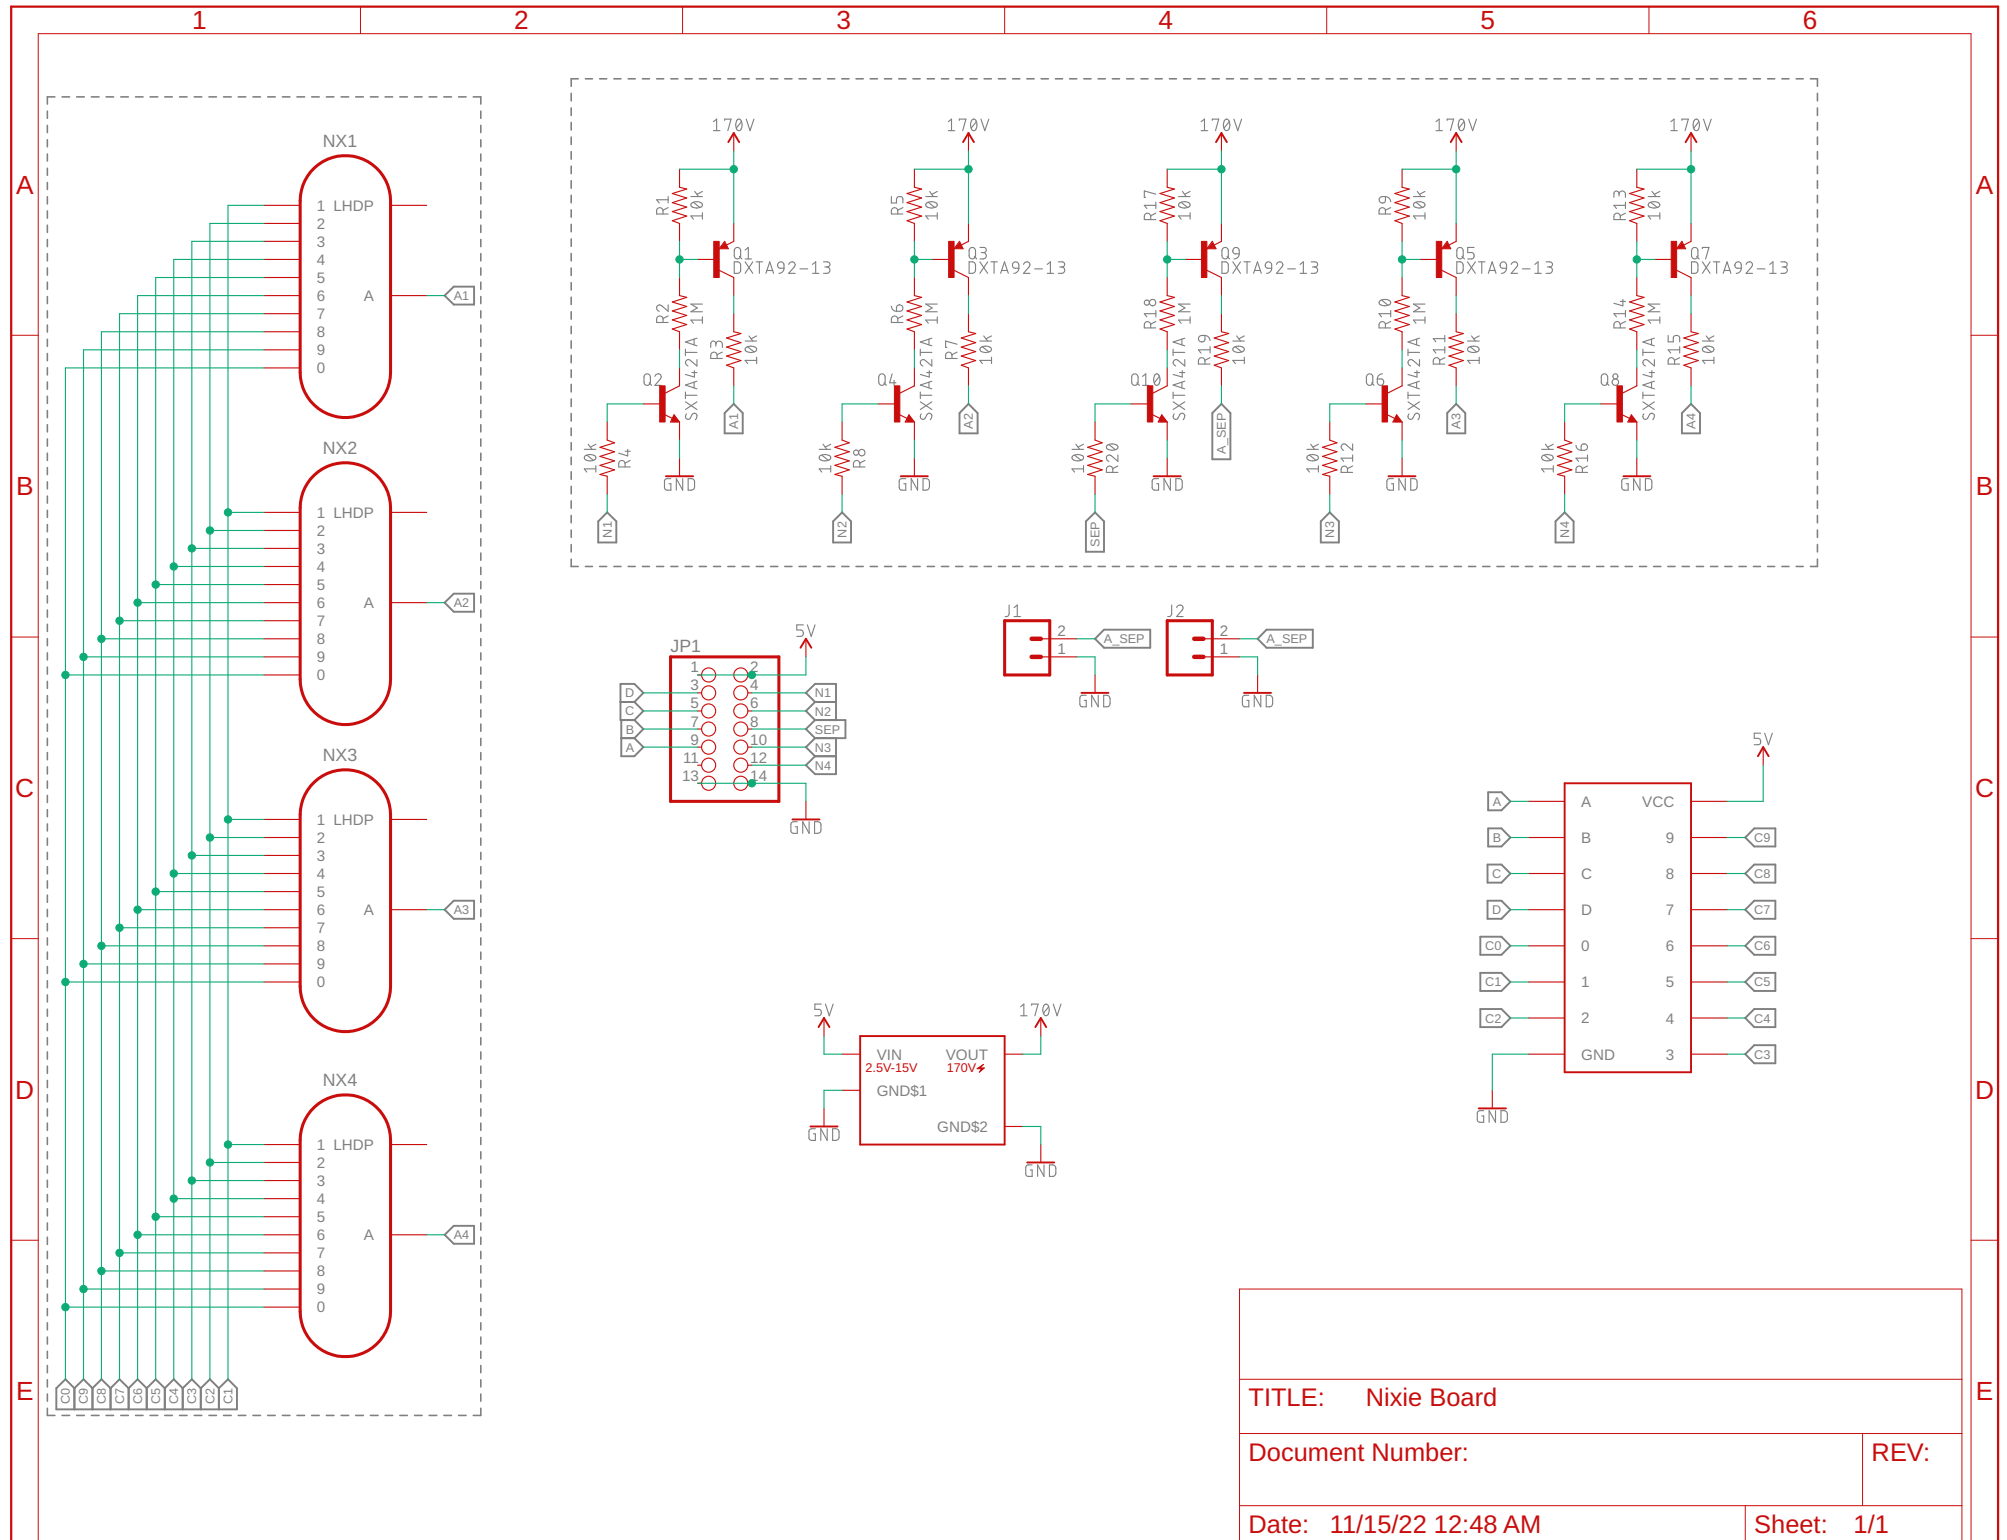 1 2 3 4 5 6
A A
B B
C C
D D
E E
NX1
1 LHDP
2
3
4
5
6 A A1
7
8
9
0
NX2
1 LHDP
2
3
4
5
6 A A2
7
8
9
0
NX3
1 LHDP
2
3
4
5
6 A A3
7
8
9
0
NX4
1 LHDP
2
3
4
5
6 A A4
7
8
9
0
C0 C9 C8 C7 C6 C5 C4 C3 C2 C1
170V 170V 170V 170V 170V
R1 10k R5 10k R17 10k R9 10k R13 10k
Q1 Q3 Q9 Q5 Q7
DXTA92-13 DXTA92-13 DXTA92-13 DXTA92-13 DXTA92-13
R2 1M R6 1M R18 1M R10 1M R14 1M
R3 10k R7 10k R19 10k R11 10k R15 10k
Q2 SXTA42TA Q4 SXTA42TA Q10 SXTA42TA Q6 SXTA42TA Q8 SXTA42TA
A1 A2 A_SEP A3 A4
10k R4 10k R8 10k R20 10k R12 10k R16
GND GND GND GND GND
N1 N2 SEP N3 N4
J1
2 A_SEP
1
GND
J2
2 A_SEP
1
GND
JP1
5V
1 2
D 3 4 N1
C 5 6 N2
B 7 8 SEP
A 9 10 N3
11 12 N4
13 14
GND
5V
A A VCC
B B 9 C9
C C 8 C8
D D 7 C7
C0 0 6 C6
C1 1 5 C5
C2 2 4 C4
GND 3 C3
GND
5V 170V
VIN VOUT
2.5V-15V 170V
GND$1
GND$2
GND
GND
TITLE: Nixie Board
Document Number:
REV:
Date: 11/15/22 12:48 AM
Sheet: 1/1